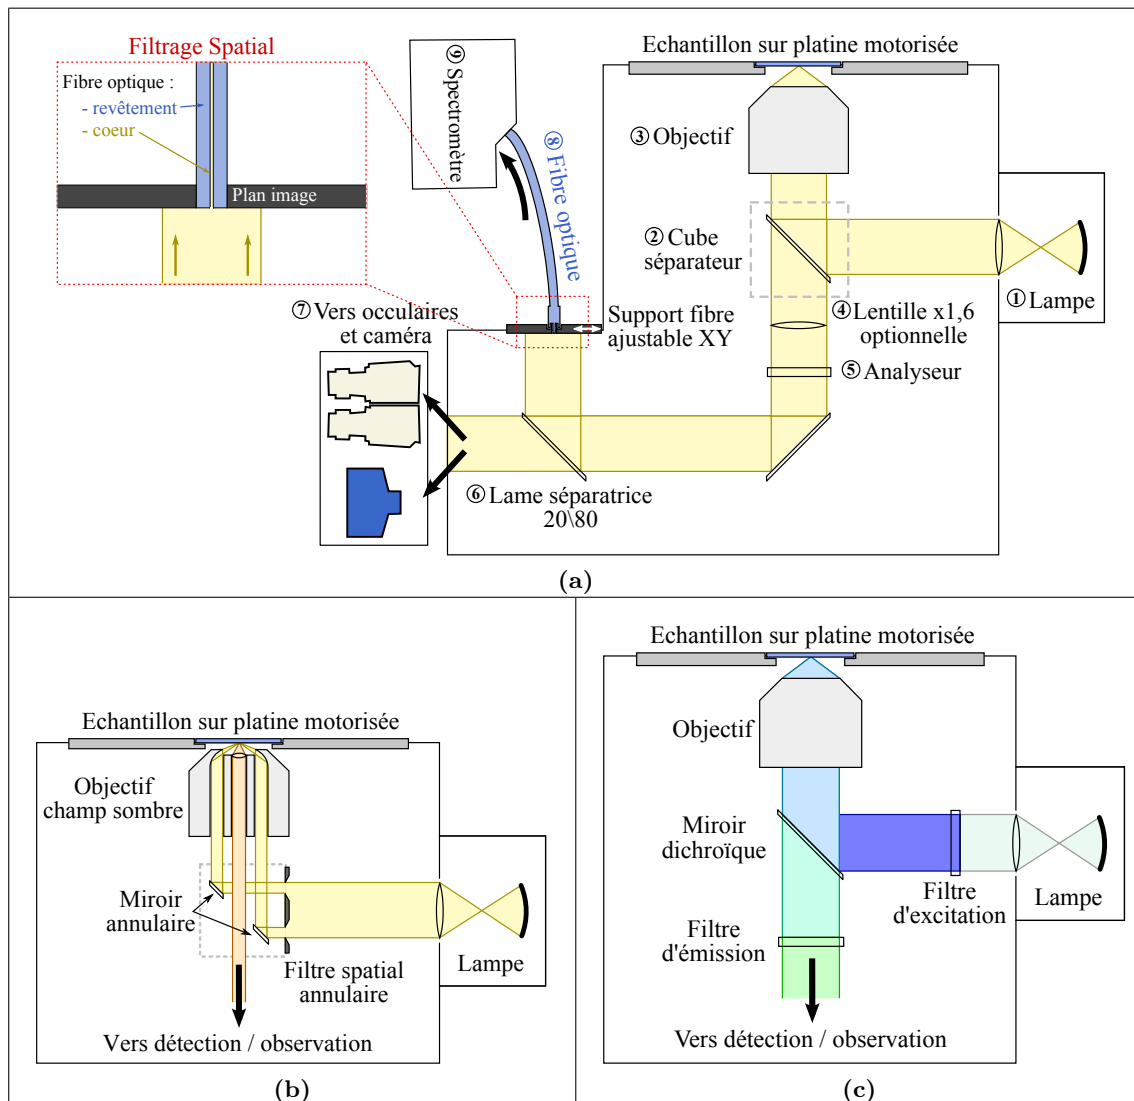 Filtrage Spatial
Fibre optique :
- revêtement
- coeur
Plan image
⑨ Spectromètre
⑧ Fibre optique
Echantillon sur platine motorisée
③ Objectif
② Cube
séparateur
① Lampe
④ Lentille x1,6
optionnelle
⑤ Analyseur
Support fibre
ajustable XY
⑦ Vers occulaires
et caméra
⑥ Lame séparatrice
20\80
(a)
Echantillon sur platine motorisée
Objectif
champ sombre
Miroir
annulaire
Filtre spatial
annulaire
Lampe
Vers détection / observation
(b)
Echantillon sur platine motorisée
Objectif
Miroir
dichroïque
Filtre
d'excitation
Lampe
Filtre
d'émission
Vers détection / observation
(c)